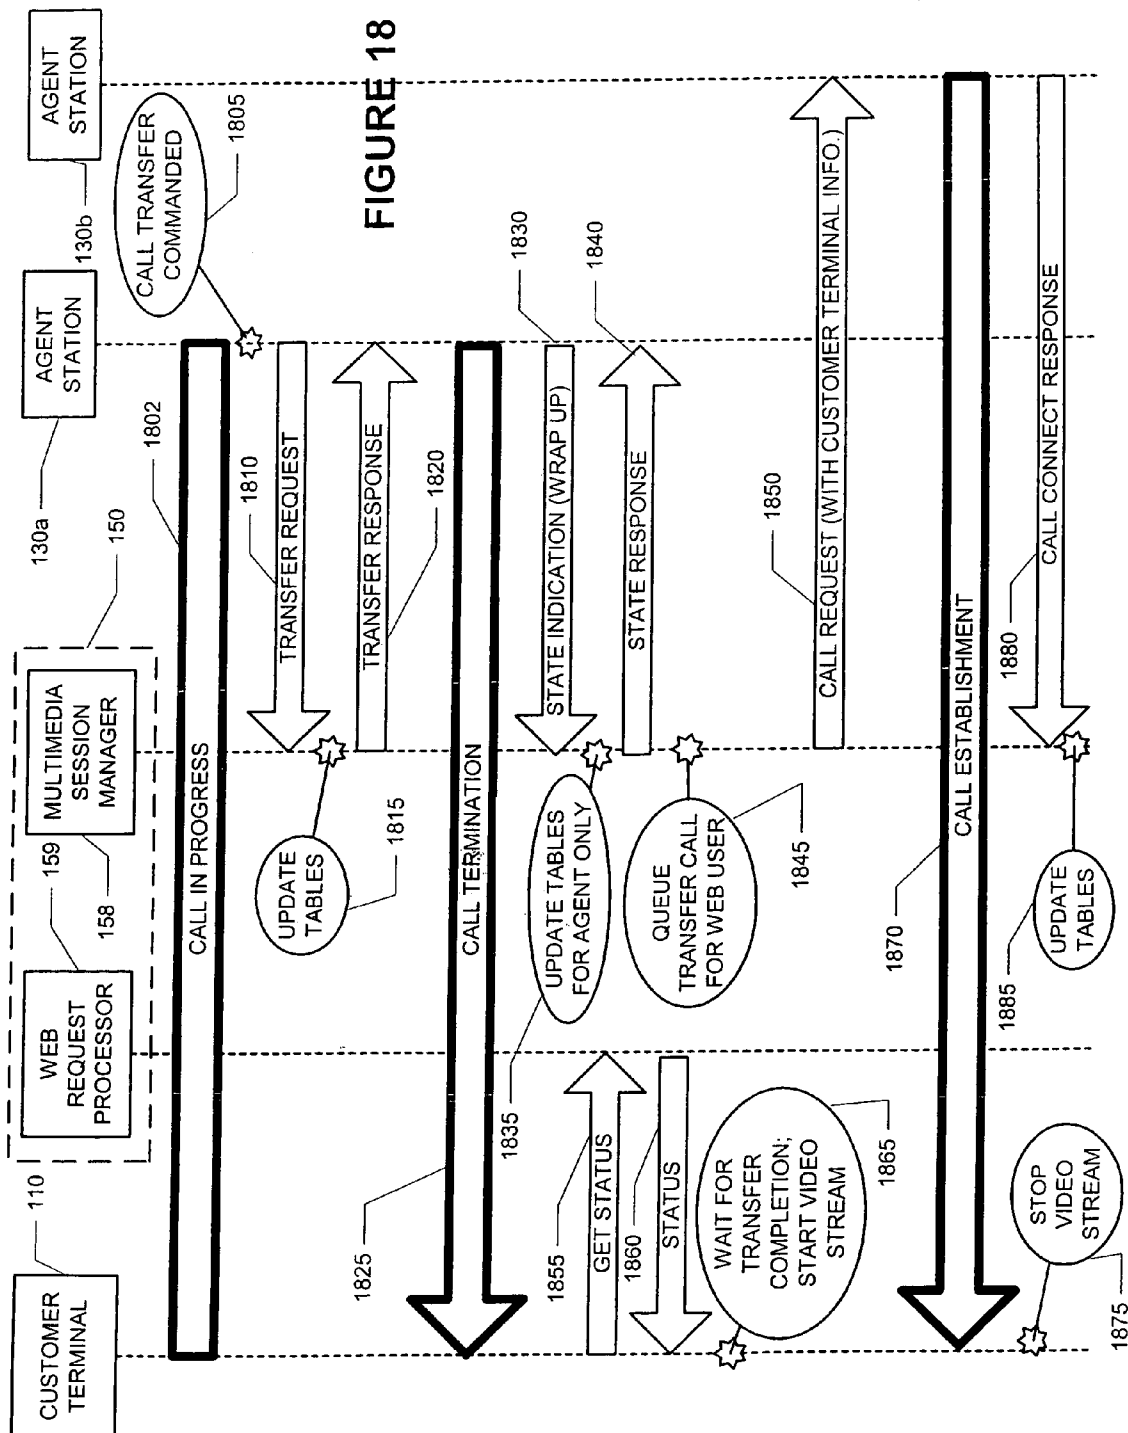 FIGURE 18
CUSTOMER
TERMINAL
110
WEB
REQUEST
PROCESSOR
159
MULTIMEDIA
SESSION
MANAGER
158
150
AGENT
STATION
130a
AGENT
STATION
130b
CALL IN PROGRESS
1802
CALL TRANSFER
COMMANDED
1805
TRANSFER REQUEST
1810
UPDATE
TABLES
1815
TRANSFER RESPONSE
1820
CALL TERMINATION
1825
STATE INDICATION (WRAP UP)
1830
UPDATE TABLES
FOR AGENT ONLY
1835
STATE RESPONSE
1840
QUEUE
TRANSFER CALL
FOR WEB USER
1845
GET STATUS
1855
STATUS
1860
WAIT FOR
TRANSFER
COMPLETION;
START VIDEO
STREAM
1865
CALL REQUEST (WITH CUSTOMER TERMINAL INFO.)
1850
CALL ESTABLISHMENT
1870
STOP
VIDEO
STREAM
1875
CALL CONNECT RESPONSE
1880
UPDATE
TABLES
1885